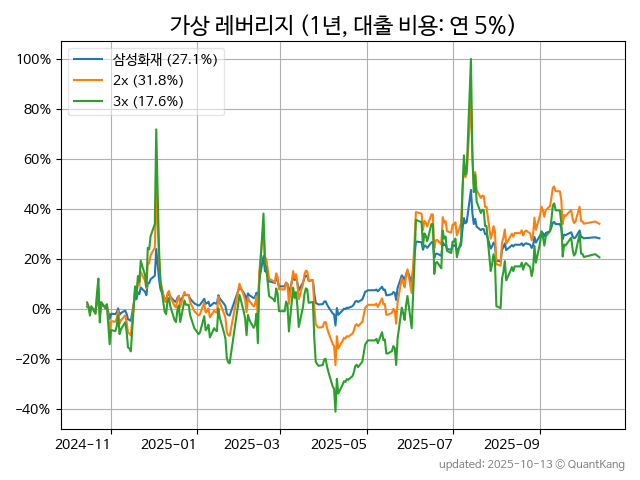 가상 레버리지 (1년, 대출 비용: 연 5%)
100%
80%
60%
40%
20%
0%
−20%
−40%
삼성화재 (27.1%)
2x (31.8%)
3x (17.6%)
2024-11
2025-01
2025-03
2025-05
2025-07
2025-09
updated: 2025-10-13 ⓒ QuantKang